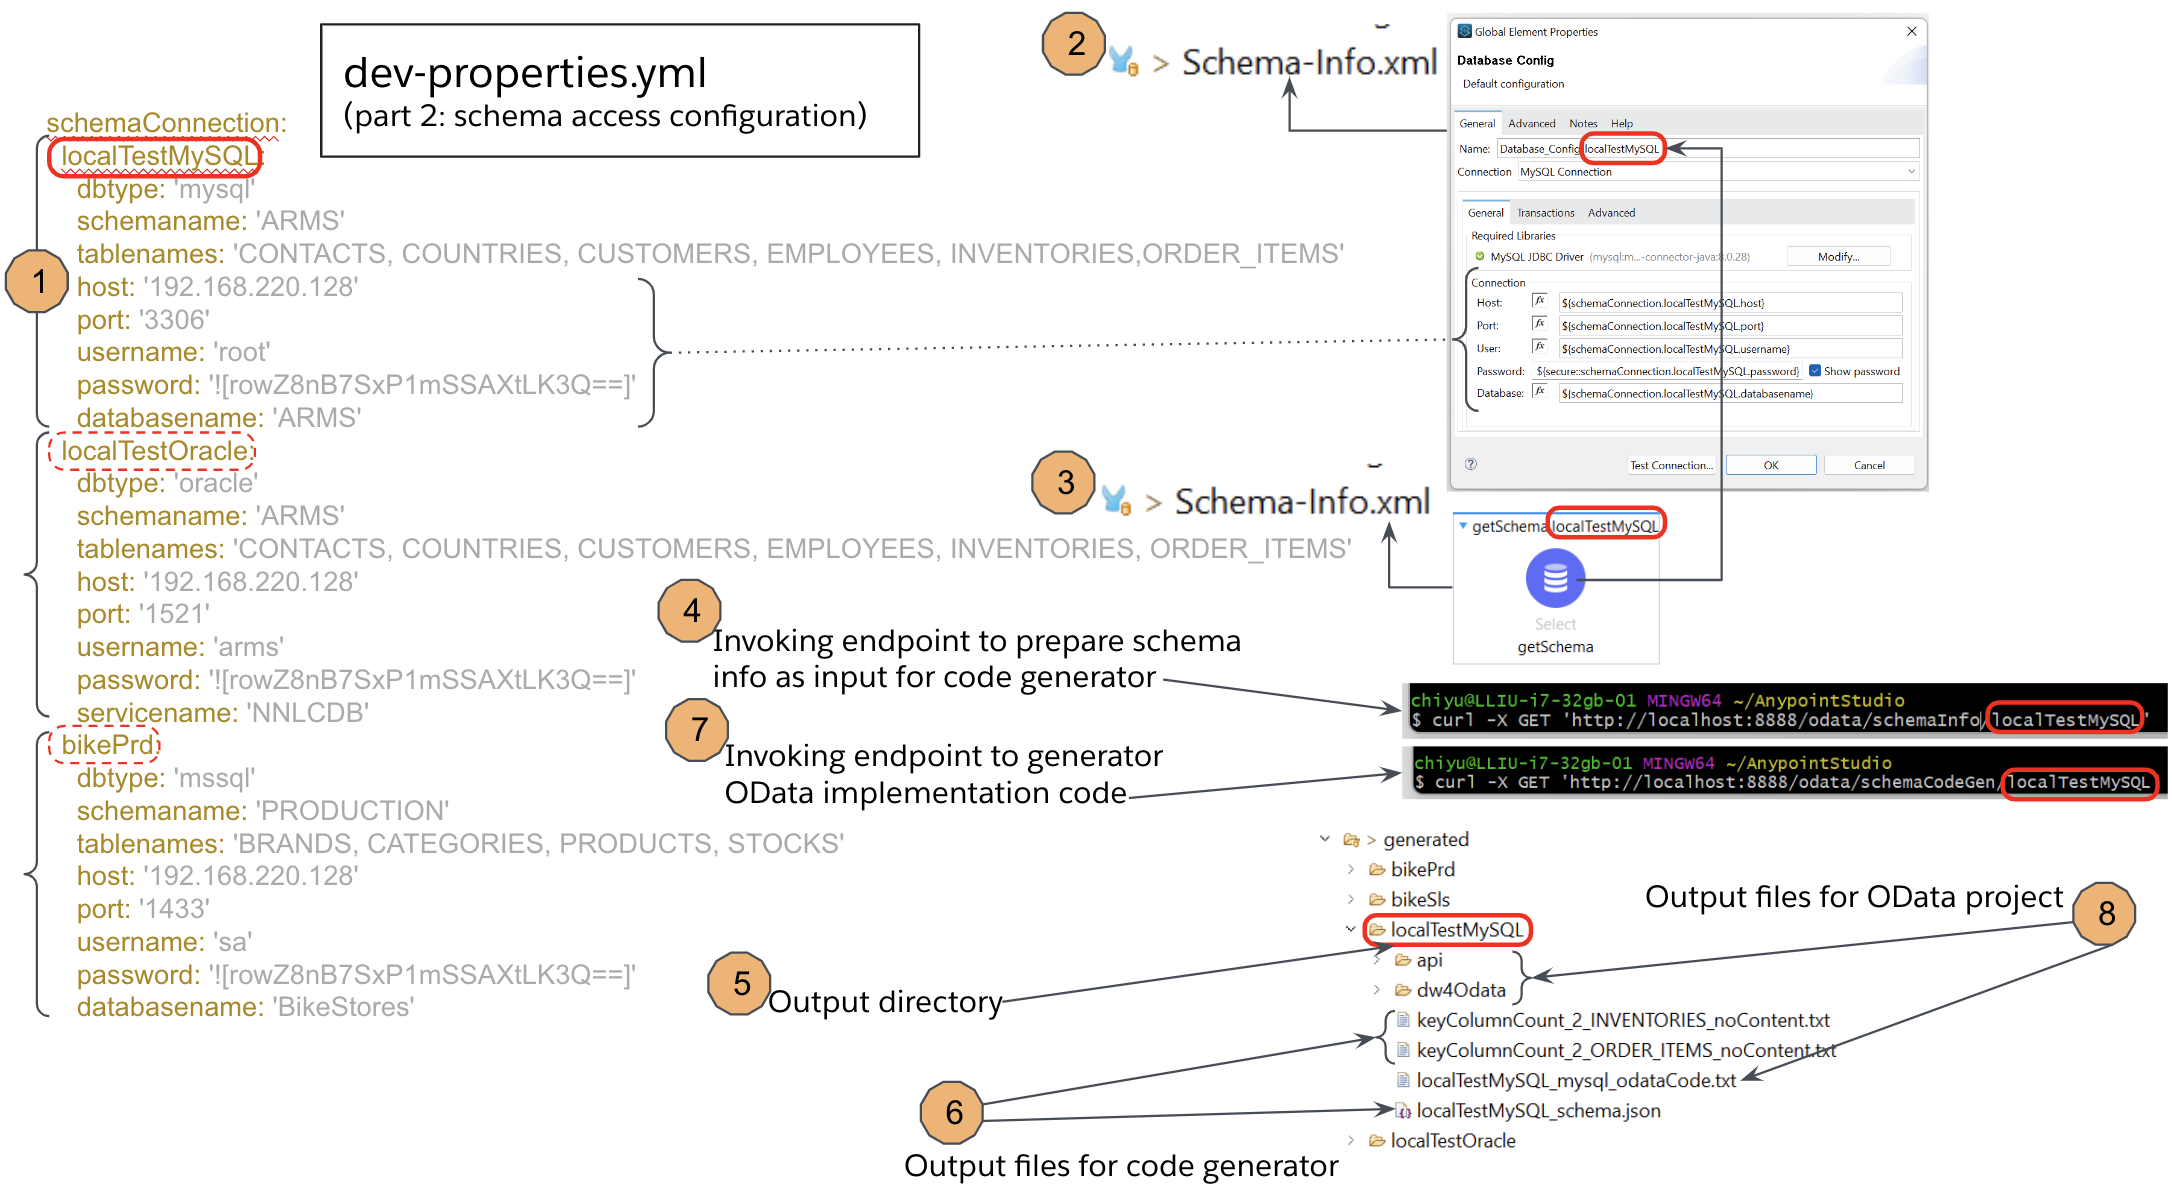 dev-properties.yml
(part 2: schema access configuration)
schemaConnection:
localTestMySQL:
dbtype: 'mysql'
schemaname: 'ARMS'
tablenames: 'CONTACTS, COUNTRIES, CUSTOMERS, EMPLOYEES, INVENTORIES,ORDER_ITEMS'
host: '192.168.220.128'
port: '3306'
username: 'root'
password: '![rowZ8nB7SxP1mSSAXtLK3Q==]'
databasename: 'ARMS'
localTestOracle:
dbtype: 'oracle'
schemaname: 'ARMS'
tablenames: 'CONTACTS, COUNTRIES, CUSTOMERS, EMPLOYEES, INVENTORIES, ORDER_ITEMS'
host: '192.168.220.128'
port: '1521'
username: 'arms'
password: '![rowZ8nB7SxP1mSSAXtLK3Q==]'
servicename: 'NNLCDB'
bikePrd:
dbtype: 'mssql'
schemaname: 'PRODUCTION'
tablenames: 'BRANDS, CATEGORIES, PRODUCTS, STOCKS'
host: '192.168.220.128'
port: '1433'
username: 'sa'
password: '![rowZ8nB7SxP1mSSAXtLK3Q==]'
databasename: 'BikeStores'
1
2
> Schema-Info.xml
Global Element Properties
Database Config
Default configuration
General Advanced Notes Help
Name: Database_Config_localTestMySQL
Connection MySQL Connection
General Transactions Advanced
Required Libraries
MySQL JDBC Driver (mysql:m...-connector-java:8.0.28) Modify...
Connection
Host: fx ${schemaConnection.localTestMySQL.host}
Port: fx ${schemaConnection.localTestMySQL.port}
User: fx ${schemaConnection.localTestMySQL.username}
Password: ${secure::schemaConnection.localTestMySQL.password} Show password
Database: fx ${schemaConnection.localTestMySQL.databasename}
? Test Connection... OK Cancel
3
> Schema-Info.xml
getSchema_localTestMySQL
Select
getSchema
4
Invoking endpoint to prepare schema
info as input for code generator
chiyu@LLIU-i7-32gb-01 MINGW64 ~/AnypointStudio
$ curl -X GET 'http://localhost:8888/odata/schemaInfo/localTestMySQL'
7
Invoking endpoint to generator
OData implementation code
chiyu@LLIU-i7-32gb-01 MINGW64 ~/AnypointStudio
$ curl -X GET 'http://localhost:8888/odata/schemaCodeGen/localTestMySQL
> generated
bikePrd
bikeSls
localTestMySQL
api
dw4Odata
keyColumnCount_2_INVENTORIES_noContent.txt
keyColumnCount_2_ORDER_ITEMS_noContent.txt
localTestMySQL_mysql_odataCode.txt
localTestMySQL_schema.json
localTestOracle
5
Output directory
6
Output files for code generator
Output files for OData project
8